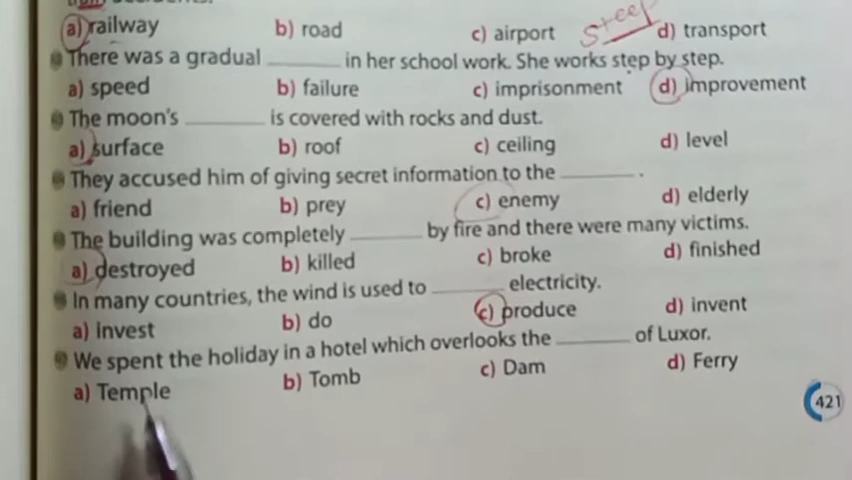 a) railway b) road c) airport steep d) transport
There was a gradual ______ in her school work. She works step by step.
a) speed b) failure c) imprisonment d) improvement
The moon's ______ is covered with rocks and dust.
a) surface b) roof c) ceiling d) level
They accused him of giving secret information to the ______ .
a) friend b) prey c) enemy d) elderly
The building was completely ______ by fire and there were many victims.
a) destroyed b) killed c) broke d) finished
In many countries, the wind is used to ______ electricity.
a) invest b) do c) produce d) invent
We spent the holiday in a hotel which overlooks the ______ of Luxor.
a) Temple b) Tomb c) Dam d) Ferry
421